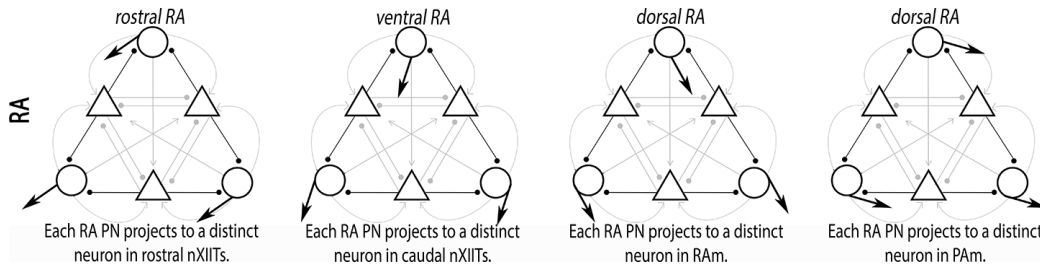 rostral RA
ventral RA
dorsal RA
dorsal RA
RA
Each RA PN projects to a distinct
neuron in rostral nXIITs.
Each RA PN projects to a distinct
neuron in caudal nXIITs.
Each RA PN projects to a distinct
neuron in RAm.
Each RA PN projects to a distinct
neuron in PAm.